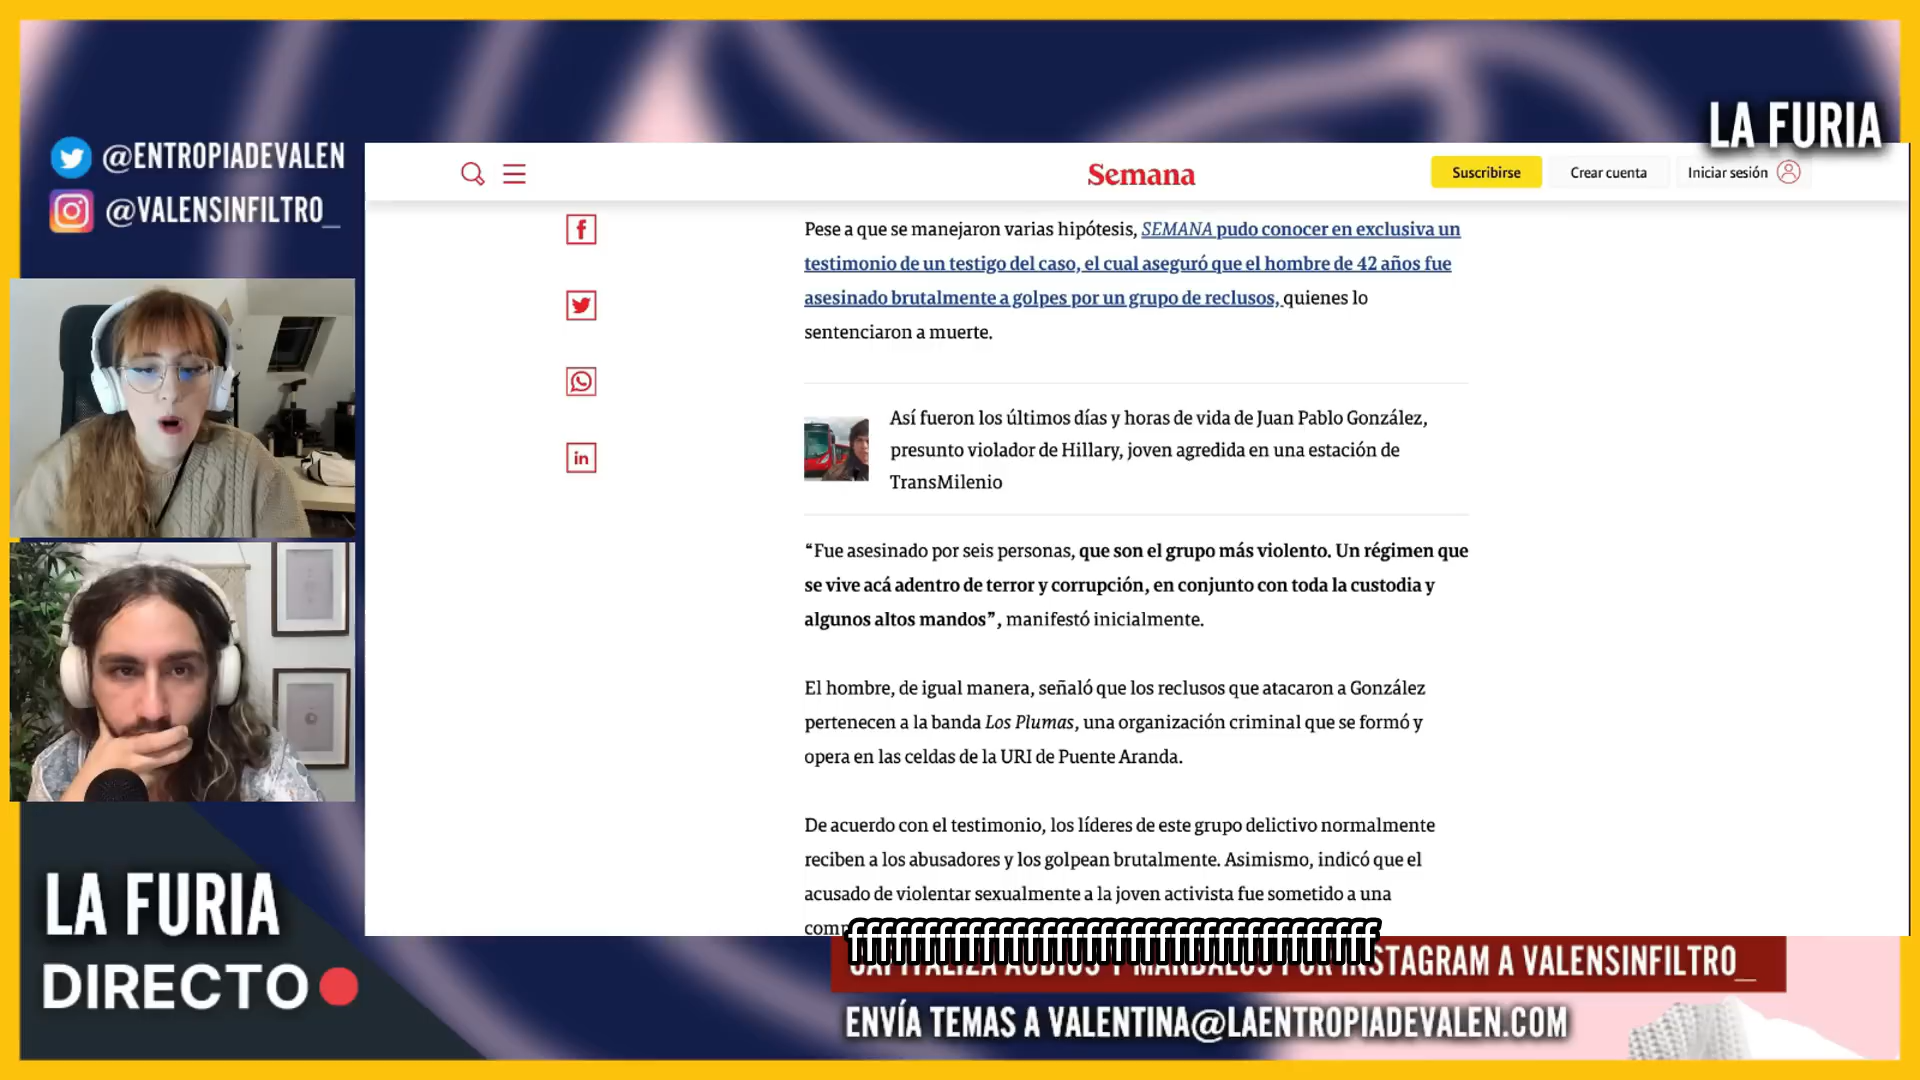 LA FURIA
@ENTROPIADEVALEN
@VALENSINFILTRO_
Semana
Suscribirse
Crear cuenta
Iniciar sesión
Pese a que se manejaron varias hipótesis, SEMANA pudo conocer en exclusiva un
testimonio de un testigo del caso, el cual aseguró que el hombre de 42 años fue
asesinado brutalmente a golpes por un grupo de reclusos, quienes lo
sentenciaron a muerte.
Así fueron los últimos días y horas de vida de Juan Pablo González,
presunto violador de Hillary, joven agredida en una estación de
TransMilenio
“Fue asesinado por seis personas, que son el grupo más violento. Un régimen que
se vive acá adentro de terror y corrupción, en conjunto con toda la custodia y
algunos altos mandos”, manifestó inicialmente.
El hombre, de igual manera, señaló que los reclusos que atacaron a González
pertenecen a la banda Los Plumas, una organización criminal que se formó y
opera en las celdas de la URI de Puente Aranda.
De acuerdo con el testimonio, los líderes de este grupo delictivo normalmente
reciben a los abusadores y los golpean brutalmente. Asimismo, indicó que el
acusado de violentar sexualmente a la joven activista fue sometido a una
LA FURIA
DIRECTO
CAPITALIZA AUDIOS Y MÁNDALOS POR INSTAGRAM A VALENSINFILTRO_
ENVÍA TEMAS A VALENTINA@LAENTROPIADEVALEN.COM